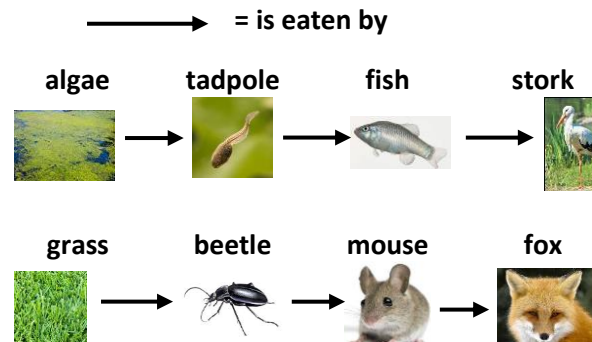 = is eaten by
algae tadpole fish stork
grass beetle mouse fox